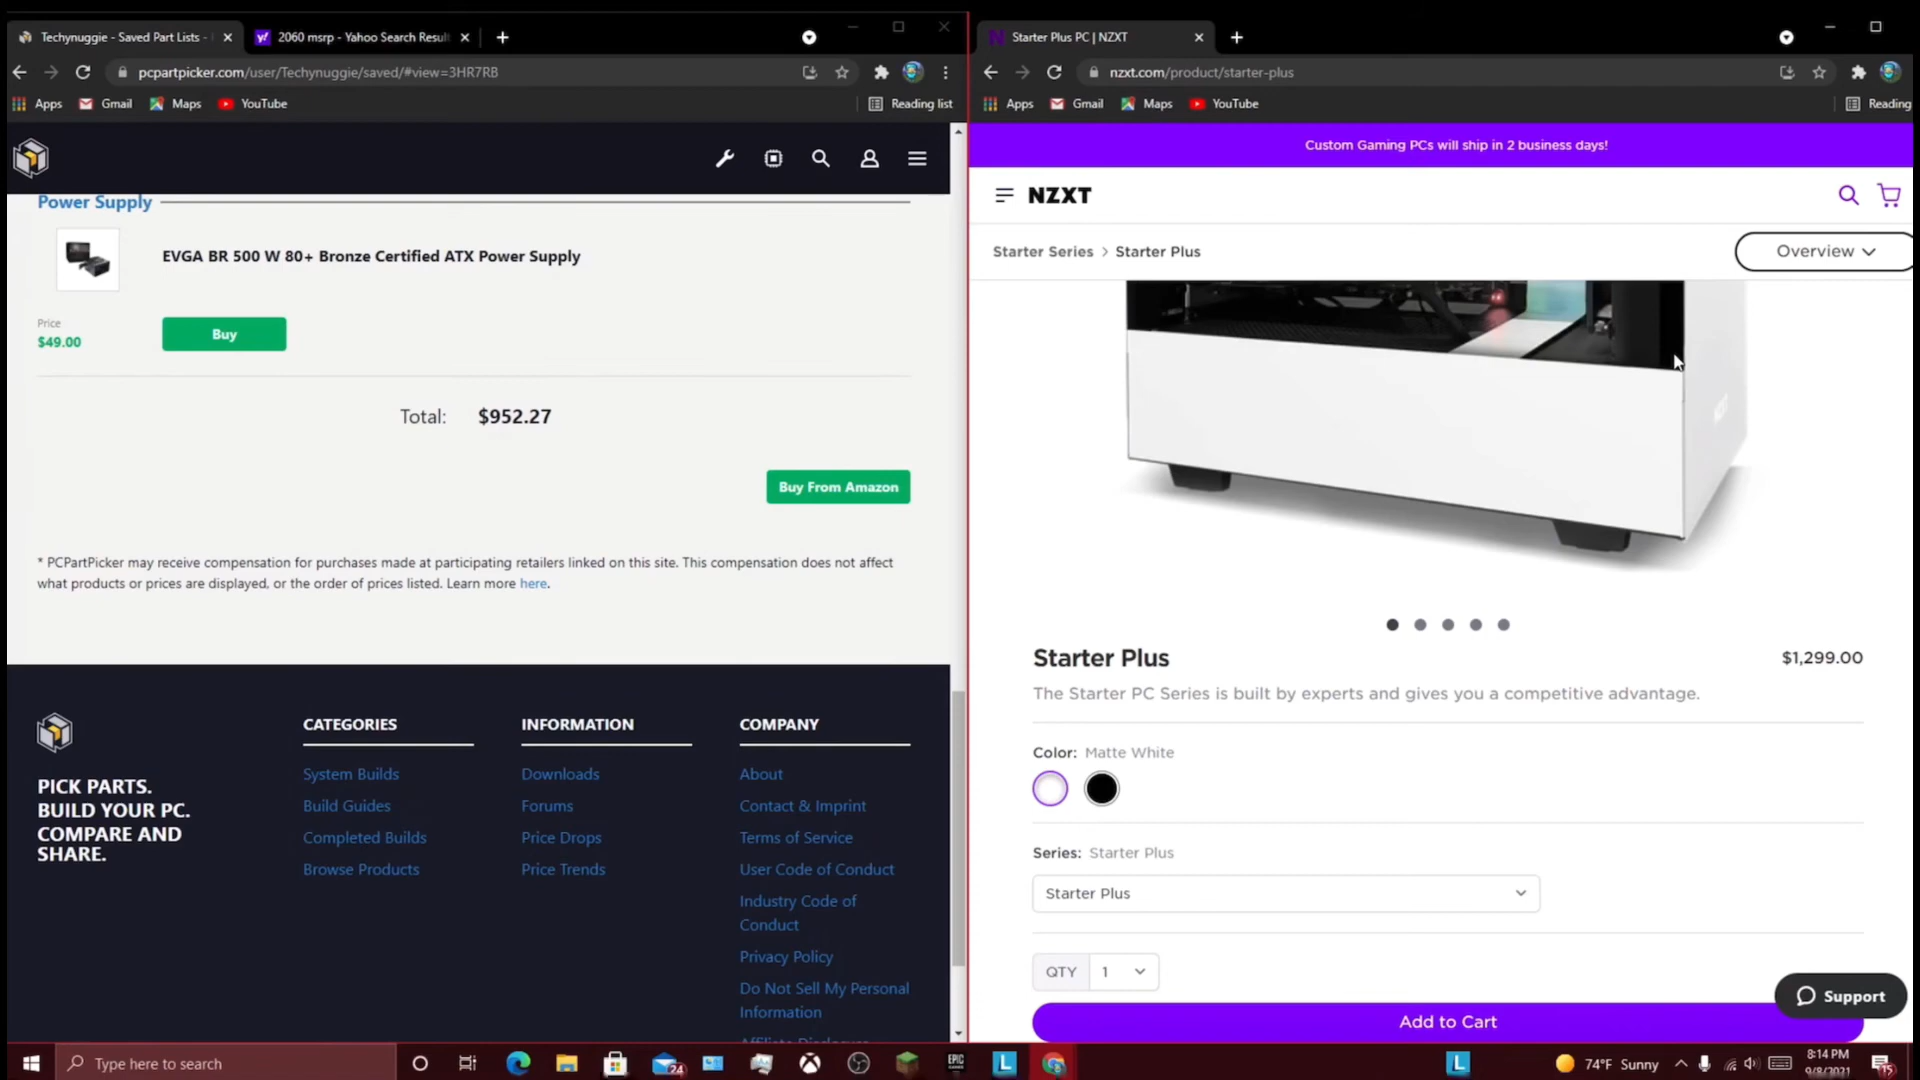 Techynuggie - Saved Part Lists -
2060 msrp - Yahoo Search Resul
pcpartpicker.com/user/Techynuggie/saved/#view=3HR7RB
Apps
Gmail
Maps
YouTube
Reading list
Power Supply
EVGA BR 500 W 80+ Bronze Certified ATX Power Supply
Price
$49.00
Buy
Total: $952.27
Buy From Amazon
* PCPartPicker may receive compensation for purchases made at participating retailers linked on this site. This compensation does not affect
what products or prices are displayed, or the order of prices listed. Learn more here.
PICK PARTS.
BUILD YOUR PC.
COMPARE AND
SHARE.
CATEGORIES
System Builds
Build Guides
Completed Builds
Browse Products
INFORMATION
Downloads
Forums
Price Drops
Price Trends
COMPANY
About
Contact & Imprint
Terms of Service
User Code of Conduct
Industry Code of
Conduct
Privacy Policy
Do Not Sell My Personal
Information
Affiliate Disclosure
Starter Plus PC | NZXT
nzxt.com/product/starter-plus
Apps
Gmail
Maps
YouTube
Reading
Custom Gaming PCs will ship in 2 business days!
NZXT
Starter Series > Starter Plus
Overview
NZXT
Starter Plus
$1,299.00
The Starter PC Series is built by experts and gives you a competitive advantage.
Color: Matte White
Series: Starter Plus
Starter Plus
QTY 1
Support
Add to Cart
Type here to search
24
EPIC
L
L
74°F Sunny
8:14 PM
9/8/2021
15